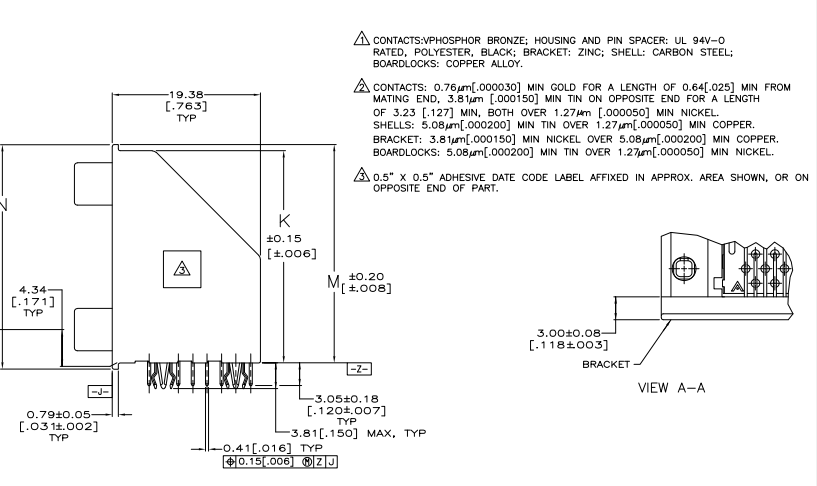 1 CONTACTS:VPHOSPHOR BRONZE; HOUSING AND PIN SPACER: UL 94V-0
RATED, POLYESTER, BLACK; BRACKET: ZINC; SHELL: CARBON STEEL;
BOARDLOCKS: COPPER ALLOY.
2 CONTACTS: 0.76µm[.000030] MIN GOLD FOR A LENGTH OF 0.64[.025] MIN FROM
MATING END, 3.81µm [.000150] MIN TIN ON OPPOSITE END FOR A LENGTH
OF 3.23 [.127] MIN, BOTH OVER 1.27µm [.000050] MIN NICKEL.
SHELLS: 5.08µm[.000200] MIN TIN OVER 1.27µm[.000050] MIN COPPER.
BRACKET: 3.81µm[.000150] MIN NICKEL OVER 5.08µm[.000200] MIN COPPER.
BOARDLOCKS: 5.08µm[.000200] MIN TIN OVER 1.27µm[.000050] MIN NICKEL.
3 0.5" X 0.5" ADHESIVE DATE CODE LABEL AFFIXED IN APPROX. AREA SHOWN, OR ON
OPPOSITE END OF PART.
19.38
[.763]
TYP
N
K
±0.15
[±.006]
M ±0.20
[±.008]
3
4.34
[.171]
TYP
-Z-
-J-
0.79±0.05
[.031±.002]
TYP
3.05±0.18
[.120±.007]
TYP
3.81[.150] MAX, TYP
0.41[.016] TYP
⌖ 0.15[.006] Ⓜ Z J
3.00±0.08
[.118±.003]
BRACKET
VIEW A-A